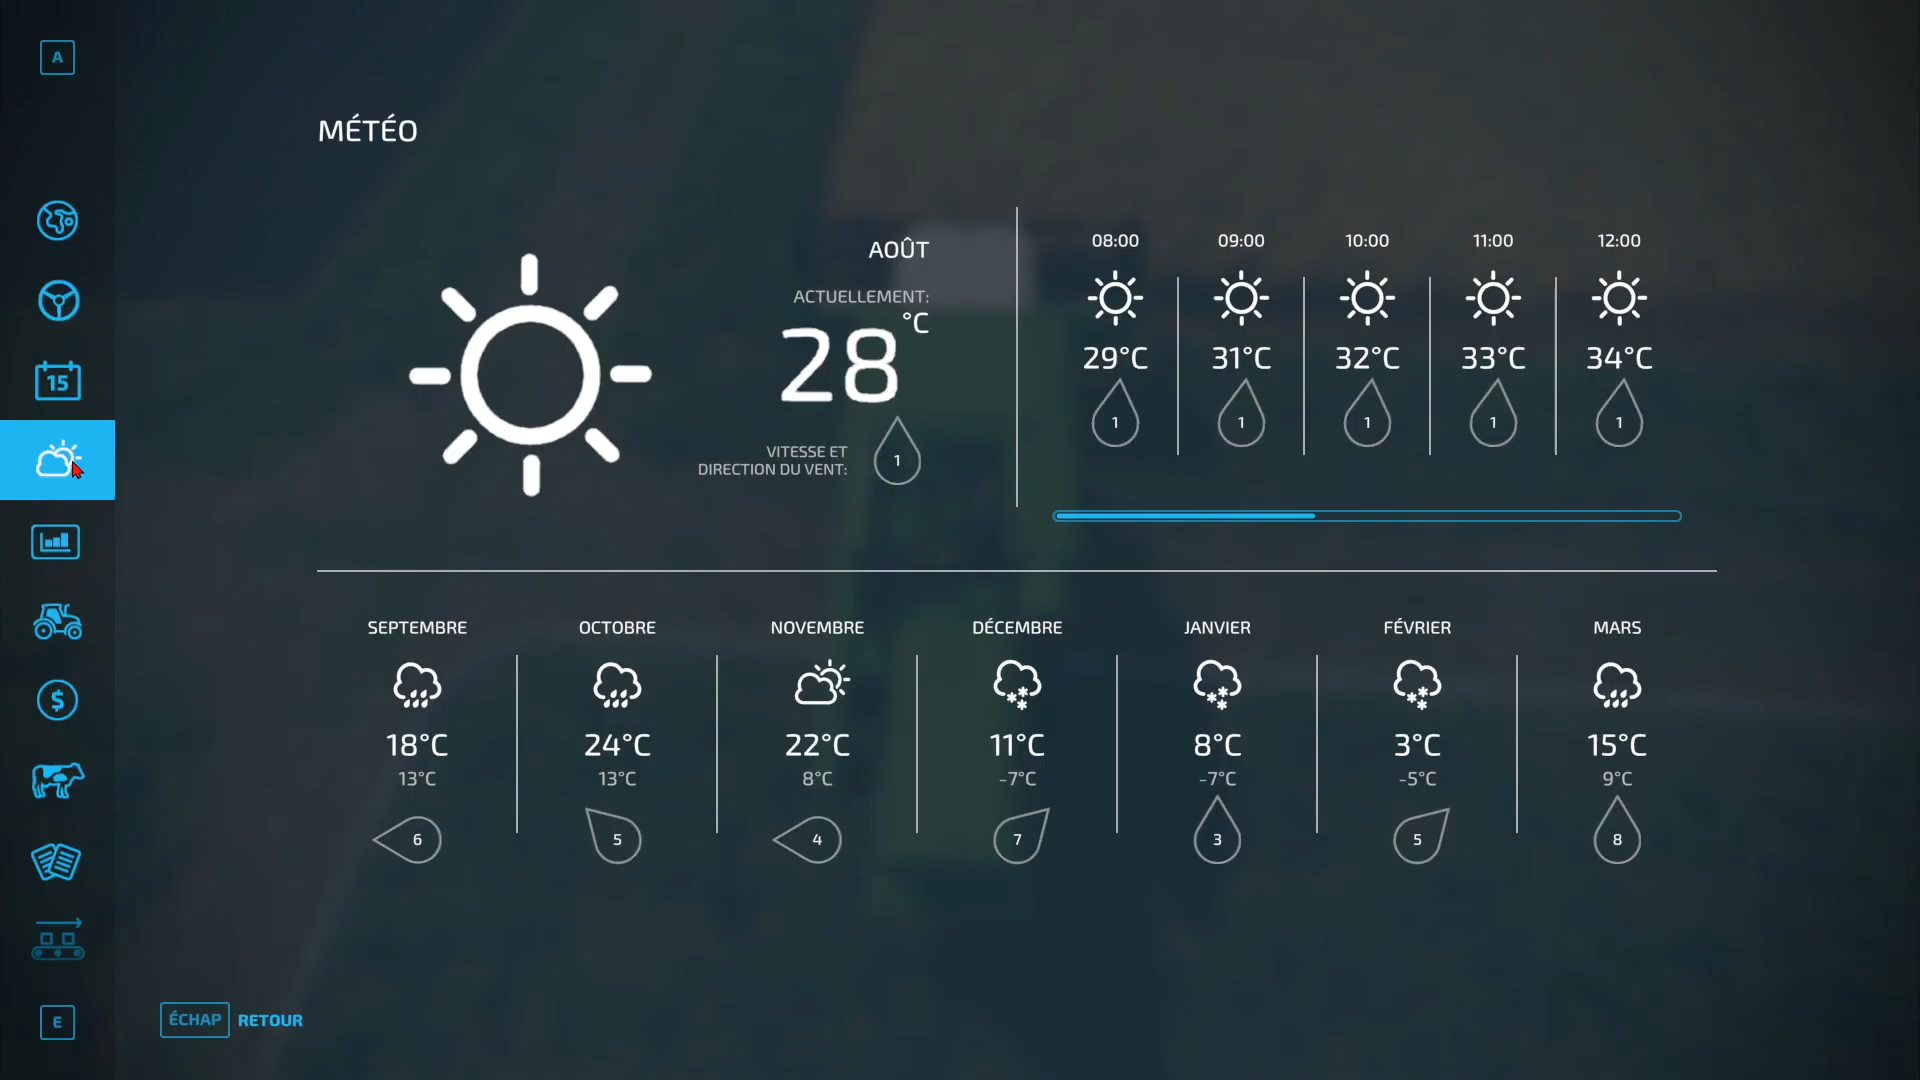 A
MÉTÉO
AOÛT
ACTUELLEMENT:
°C
28
VITESSE ET
DIRECTION DU VENT:
1
08:00 09:00 10:00 11:00 12:00
29°C 31°C 32°C 33°C 34°C
1 1 1 1 1
15
SEPTEMBRE OCTOBRE NOVEMBRE DÉCEMBRE JANVIER FÉVRIER MARS
18°C 24°C 22°C 11°C 8°C 3°C 15°C
13°C 13°C 8°C -7°C -7°C -5°C 9°C
6 5 4 7 3 5 8
$
E
ÉCHAP RETOUR